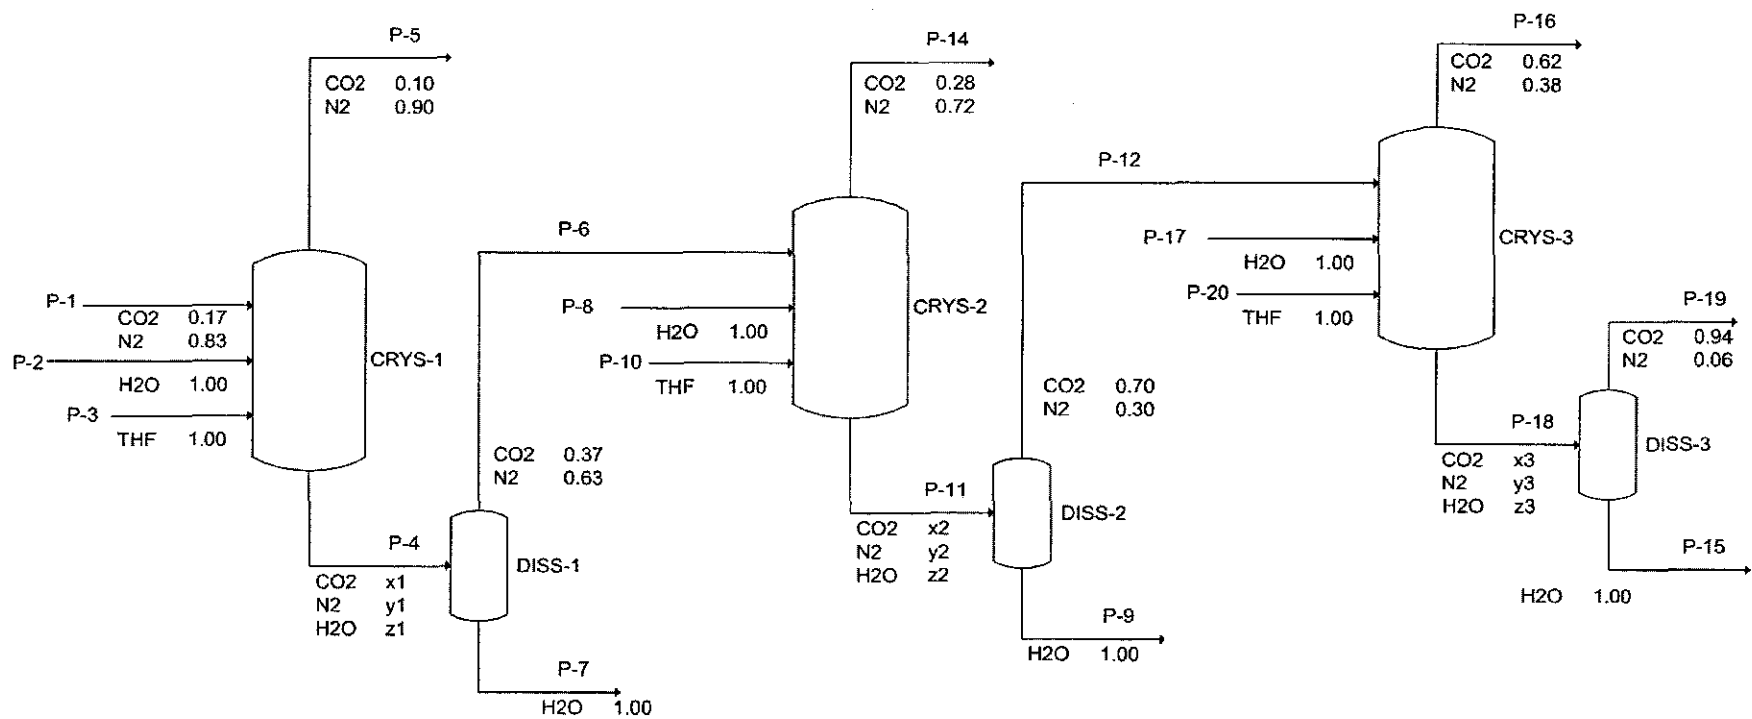 P-5
CO2 0.10
N2 0.90
P-14
CO2 0.28
N2 0.72
P-16
CO2 0.62
N2 0.38
P-12
P-6
P-17
H2O 1.00
CRYS-3
P-20
THF 1.00
P-1
CO2 0.17
N2 0.83
P-2
H2O 1.00
P-3
THF 1.00
CRYS-1
P-8
H2O 1.00
P-10
THF 1.00
CRYS-2
P-19
CO2 0.94
N2 0.06
CO2 0.70
N2 0.30
CO2 0.37
N2 0.63
P-18
CO2 x3
N2 y3
H2O z3
DISS-3
P-11
CO2 x2
N2 y2
H2O z2
DISS-2
P-4
CO2 x1
N2 y1
H2O z1
DISS-1
P-15
H2O 1.00
P-9
H2O 1.00
P-7
H2O 1.00